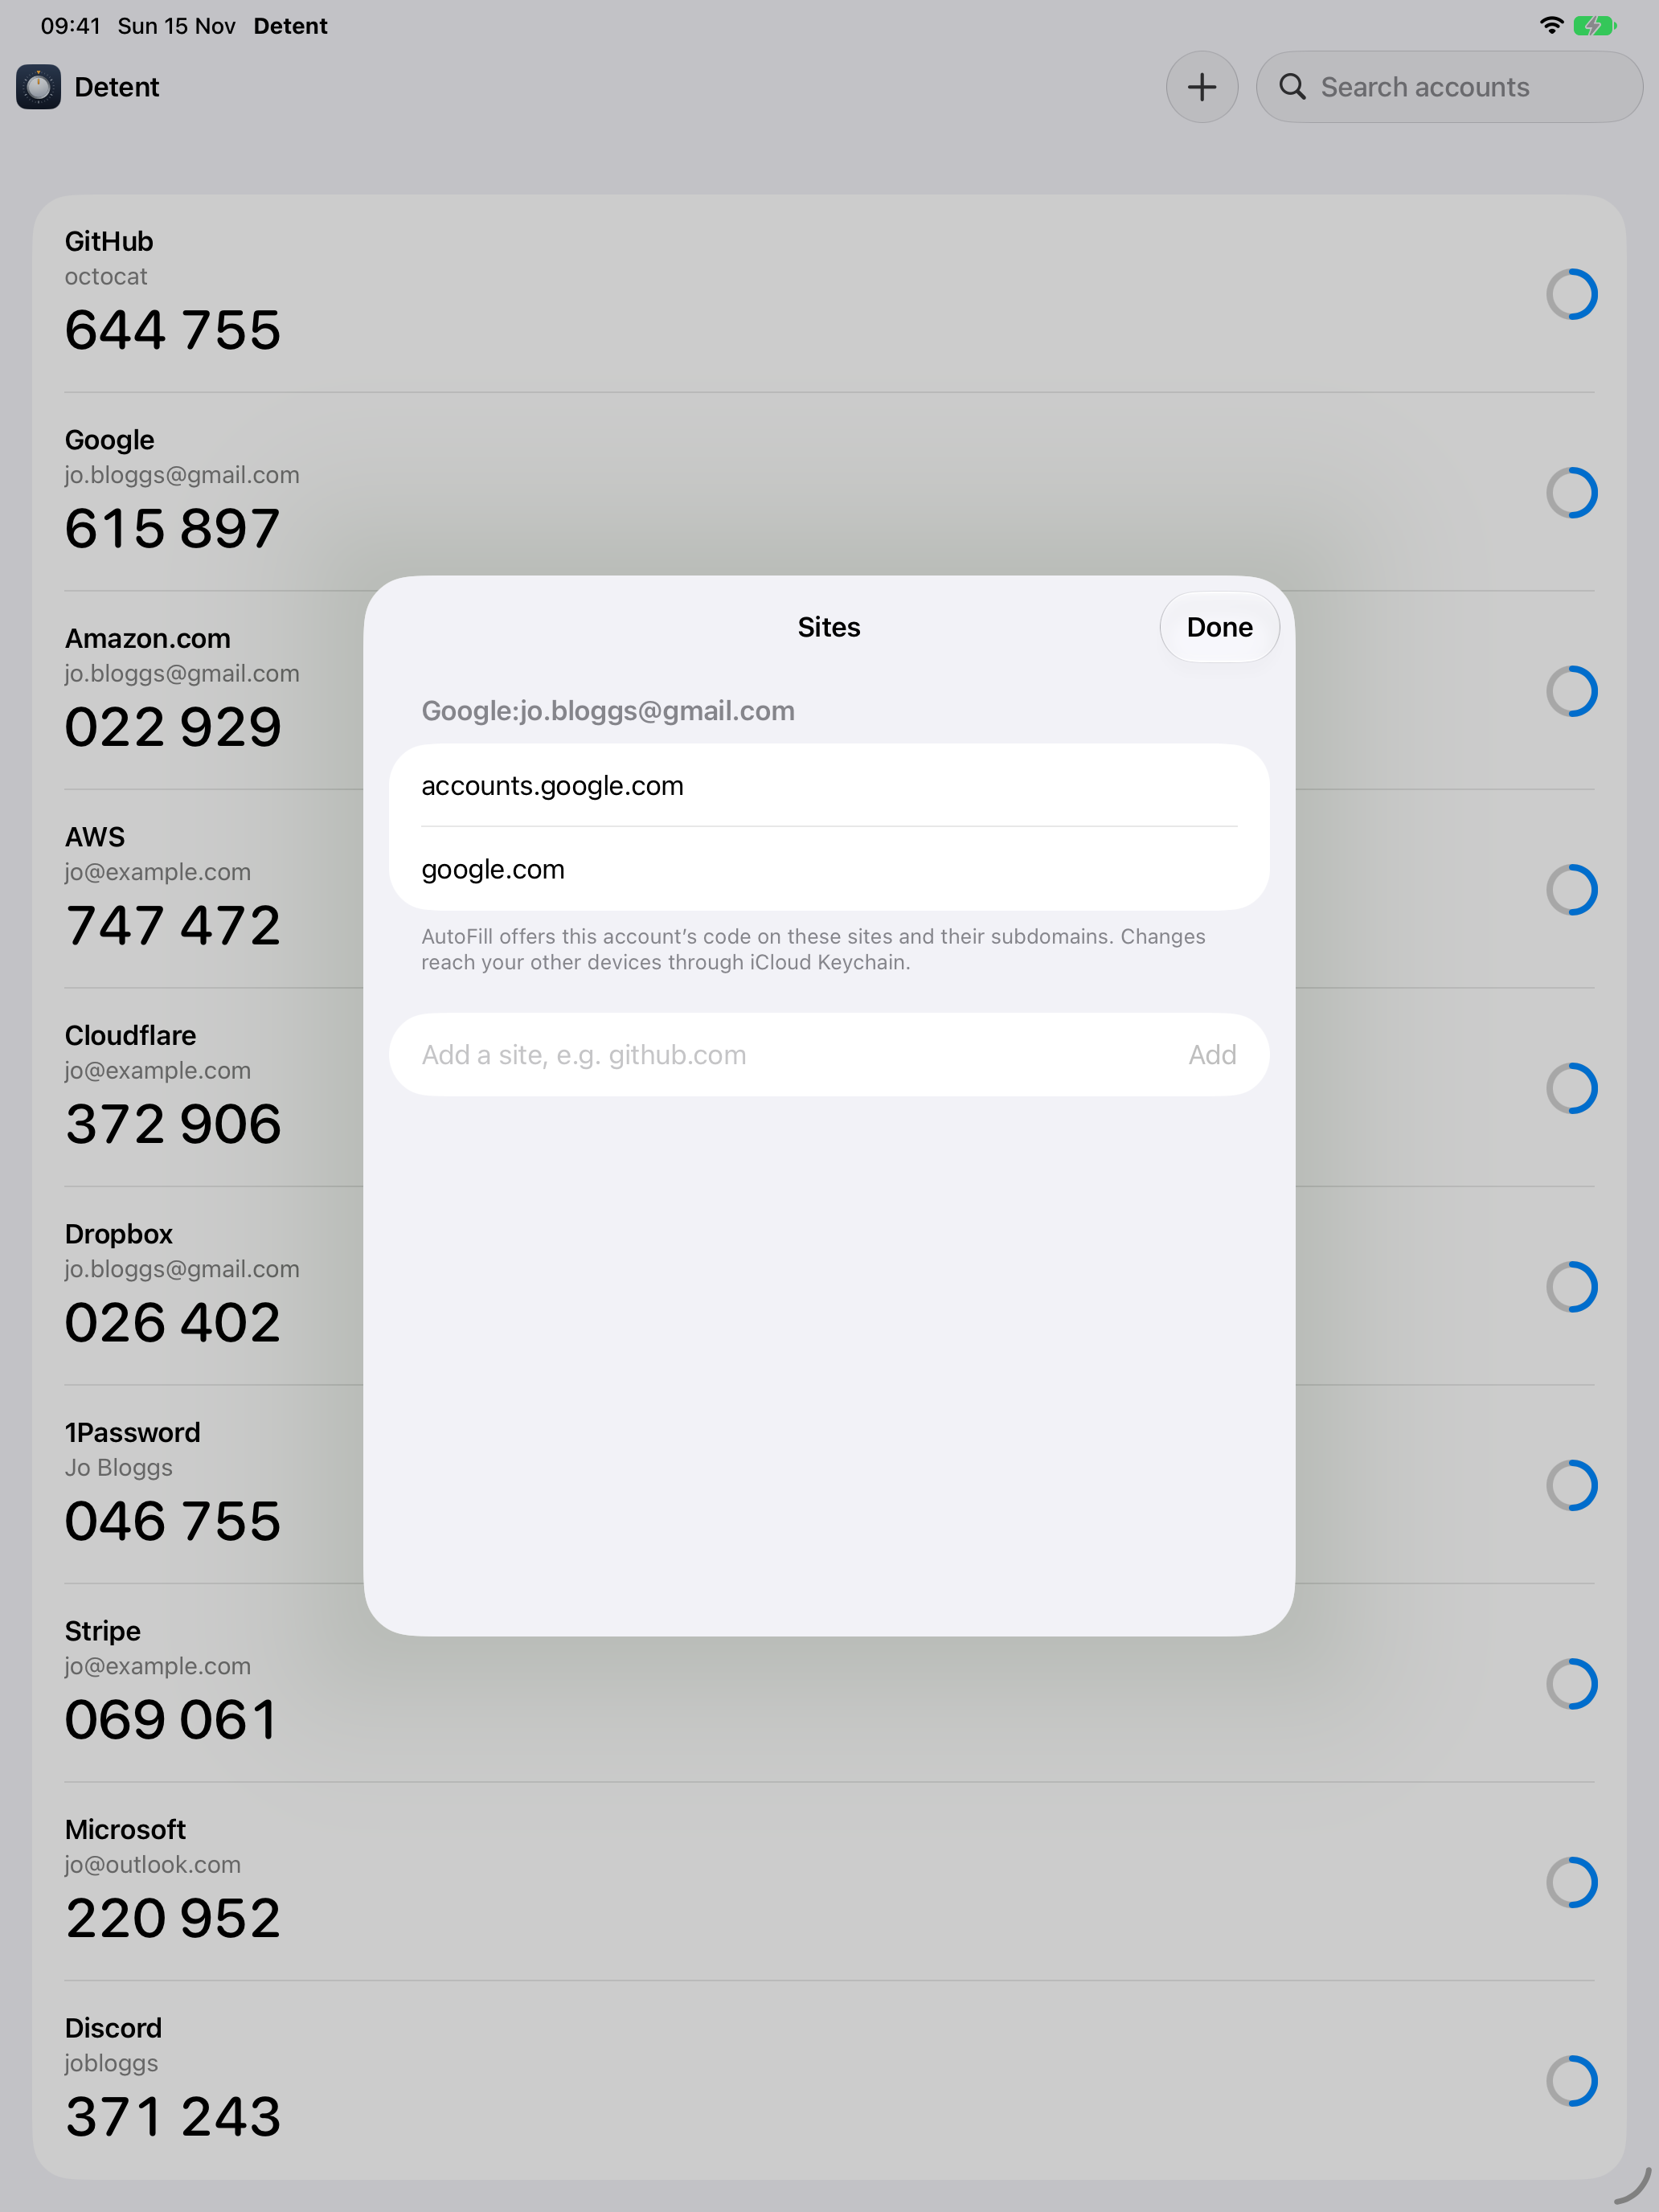 09:41 Sun 15 Nov Detent
Detent
Search accounts
GitHub
octocat
644 755
Google
jo.bloggs@gmail.com
615 897
Amazon.com
jo.bloggs@gmail.com
022 929
AWS
jo@example.com
747 472
Cloudflare
jo@example.com
372 906
Dropbox
jo.bloggs@gmail.com
026 402
1Password
Jo Bloggs
046 755
Stripe
jo@example.com
069 061
Microsoft
jo@outlook.com
220 952
Discord
jobloggs
371 243
Sites
Done
Google:jo.bloggs@gmail.com
accounts.google.com
google.com
AutoFill offers this account’s code on these sites and their subdomains. Changes
reach your other devices through iCloud Keychain.
Add a site, e.g. github.com
Add